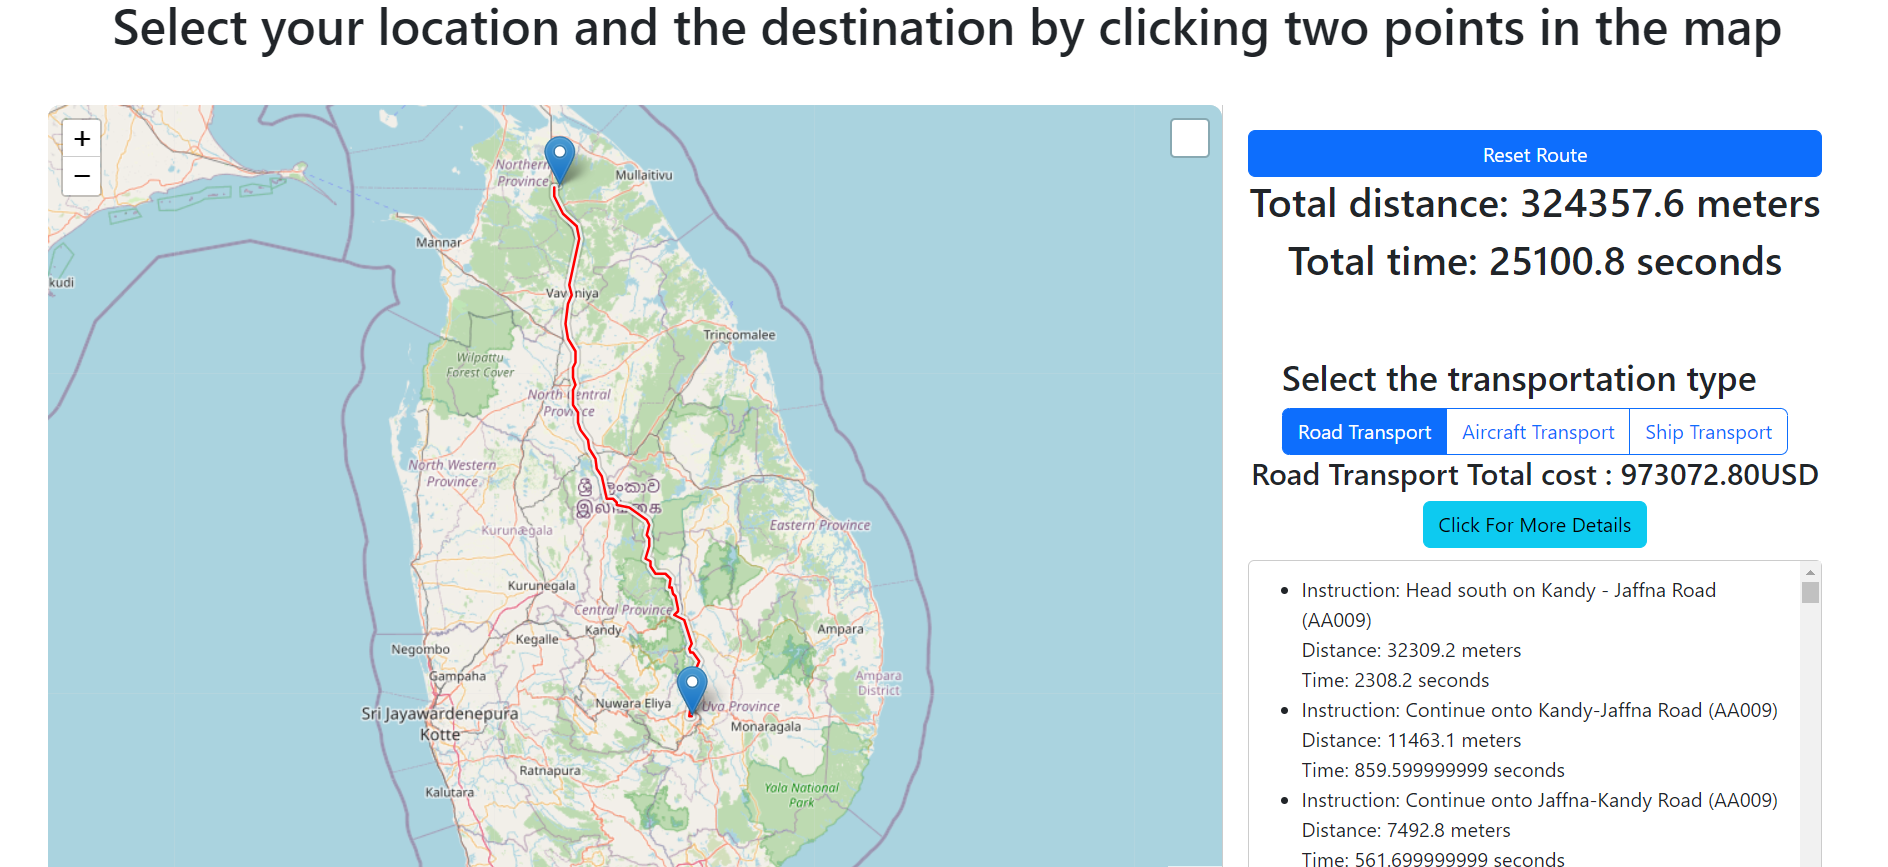 Select your location and the destination by clicking two points in the map
+
−
Northern
Province
Mullaitivu
Mannar
kudi
Vavuniya
Trincomalee
Wilpattu
Forest Cover
North Central
Province
North Western
Province
ශ්‍රී ලංකාව
இலங்கை
Kurunægala
Eastern Province
Kurunegala
Central Province
Kandy
Kegalle
Ampara
Negombo
Gampaha
Ampara
District
Nuwara Eliya
Uva Province
Sri Jayawardenepura
Kotte
Monaragala
Ratnapura
Kalutara
Yala National
Park
Reset Route
Total distance: 324357.6 meters
Total time: 25100.8 seconds
Select the transportation type
Road Transport
Aircraft Transport
Ship Transport
Road Transport Total cost : 973072.80USD
Click For More Details
Instruction: Head south on Kandy - Jaffna Road
(AA009)
Distance: 32309.2 meters
Time: 2308.2 seconds
Instruction: Continue onto Kandy-Jaffna Road (AA009)
Distance: 11463.1 meters
Time: 859.599999999 seconds
Instruction: Continue onto Jaffna-Kandy Road (AA009)
Distance: 7492.8 meters
Time: 561.699999999 seconds